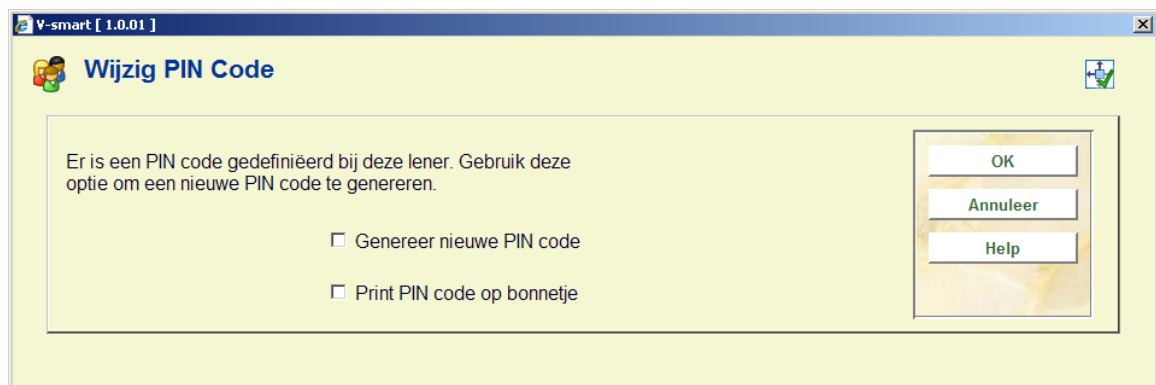 V-smart [ 1.0.01 ]
Wijzig PIN Code
Er is een PIN code gedefiniëerd bij deze lener. Gebruik deze
optie om een nieuwe PIN code te genereren.
Genereer nieuwe PIN code
Print PIN code op bonnetje
OK
Annuleer
Help